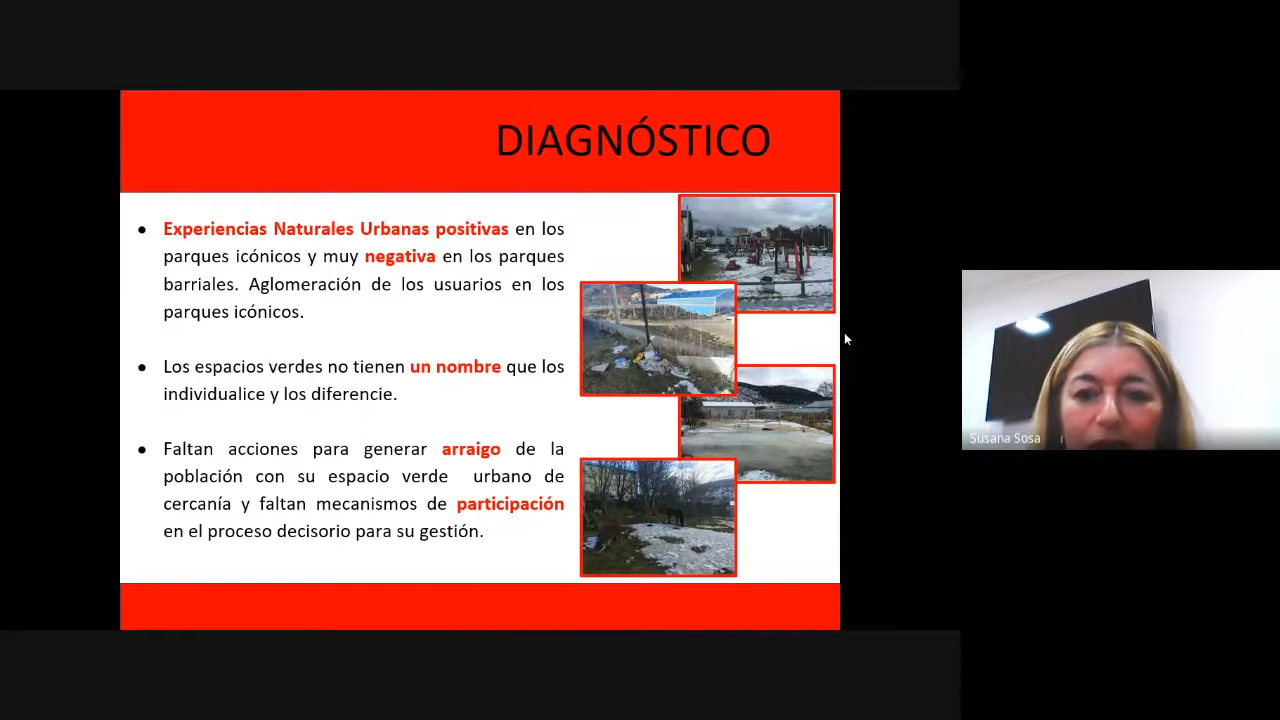 DIAGNÓSTICO
● Experiencias Naturales Urbanas positivas en los
parques icónicos y muy negativa en los parques
barriales. Aglomeración de los usuarios en los
parques icónicos.
● Los espacios verdes no tienen un nombre que los
individualice y los diferencie.
● Faltan acciones para generar arraigo de la
población con su espacio verde urbano de
cercanía y faltan mecanismos de participación
en el proceso decisorio para su gestión.
Susana Sosa